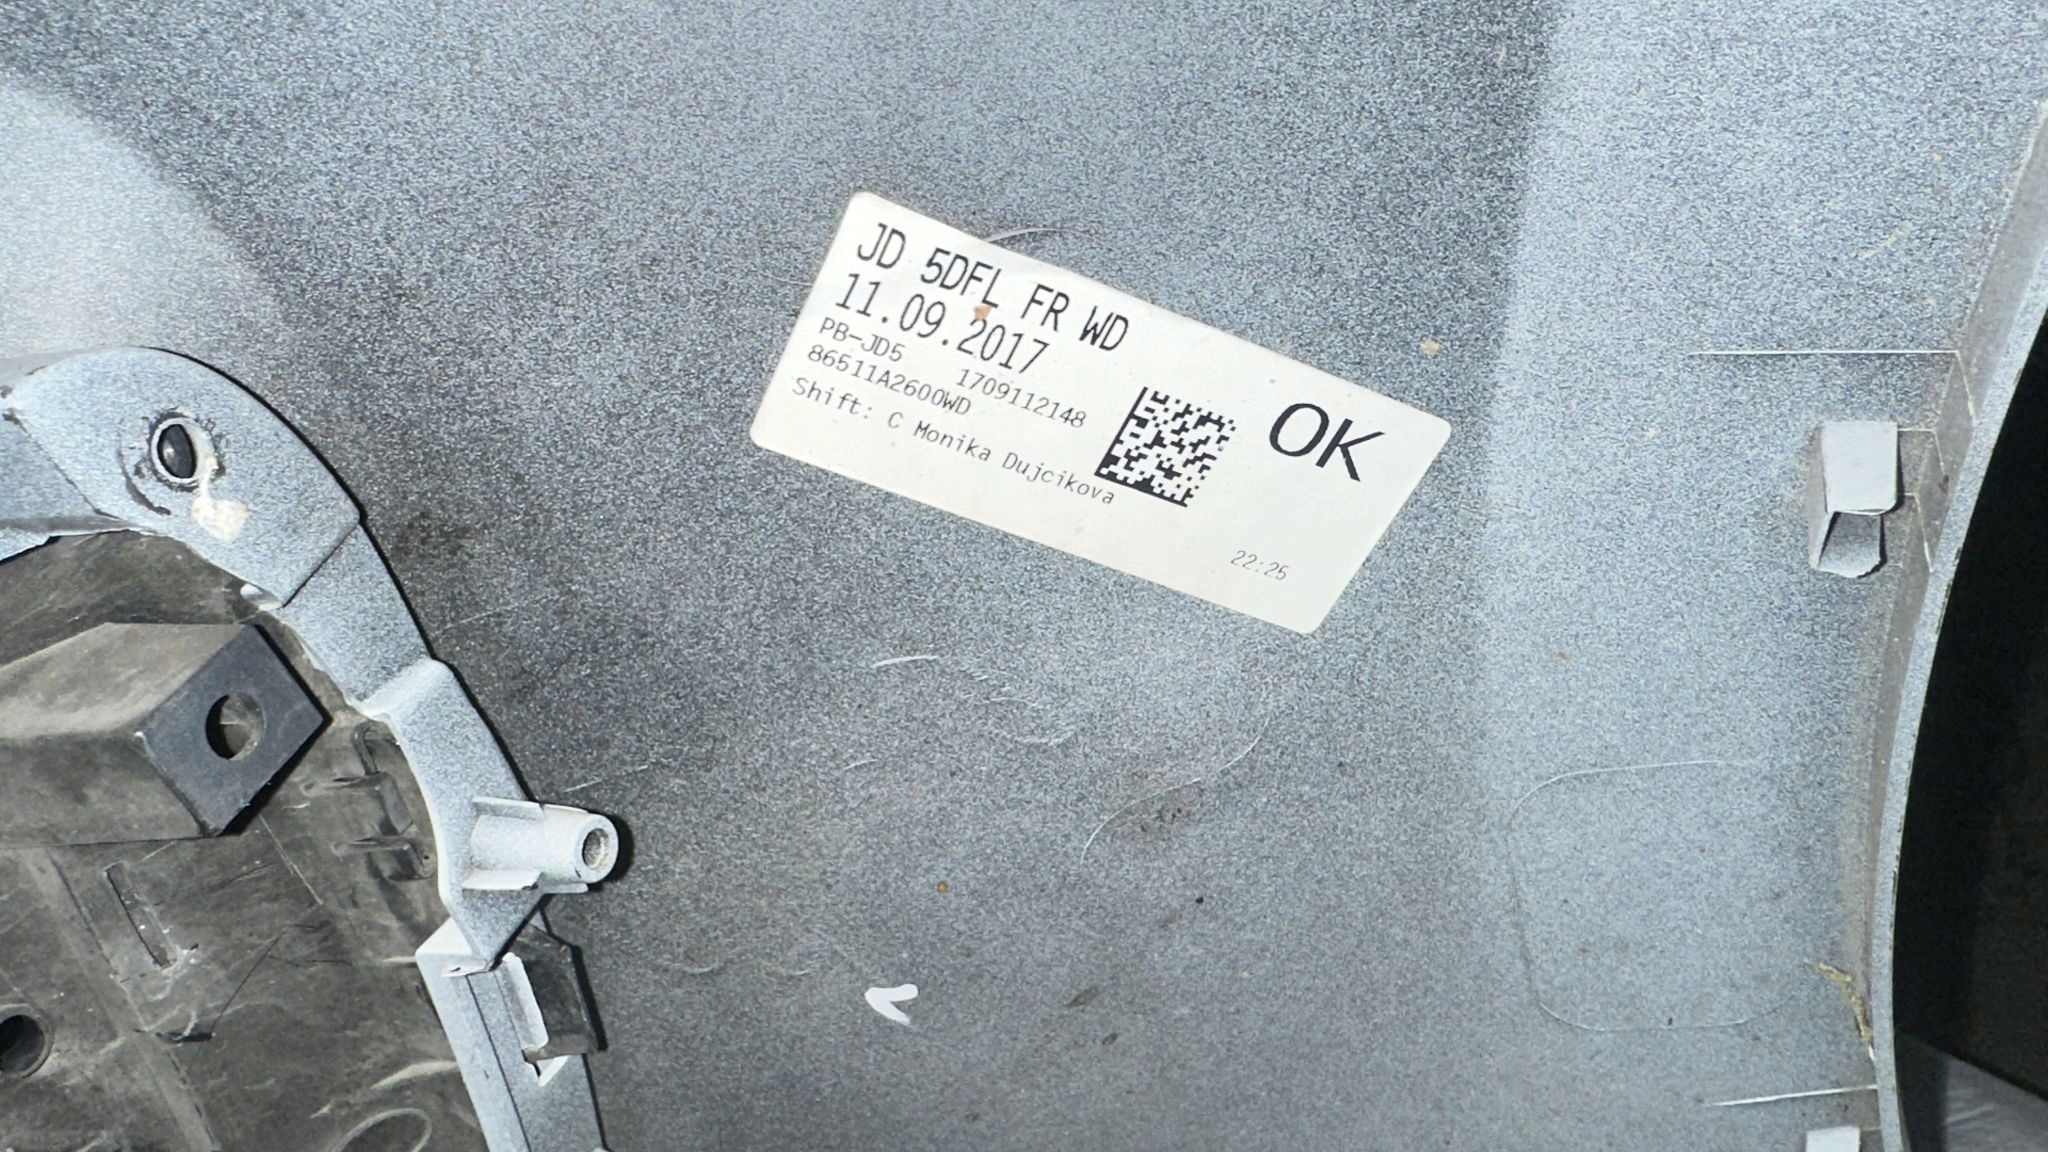 JD 5DFL FR WD
11.09.2017
PB-JD5 1709112148
86511A2600WD
Shift: C Monika Dujcikova
OK
22:25